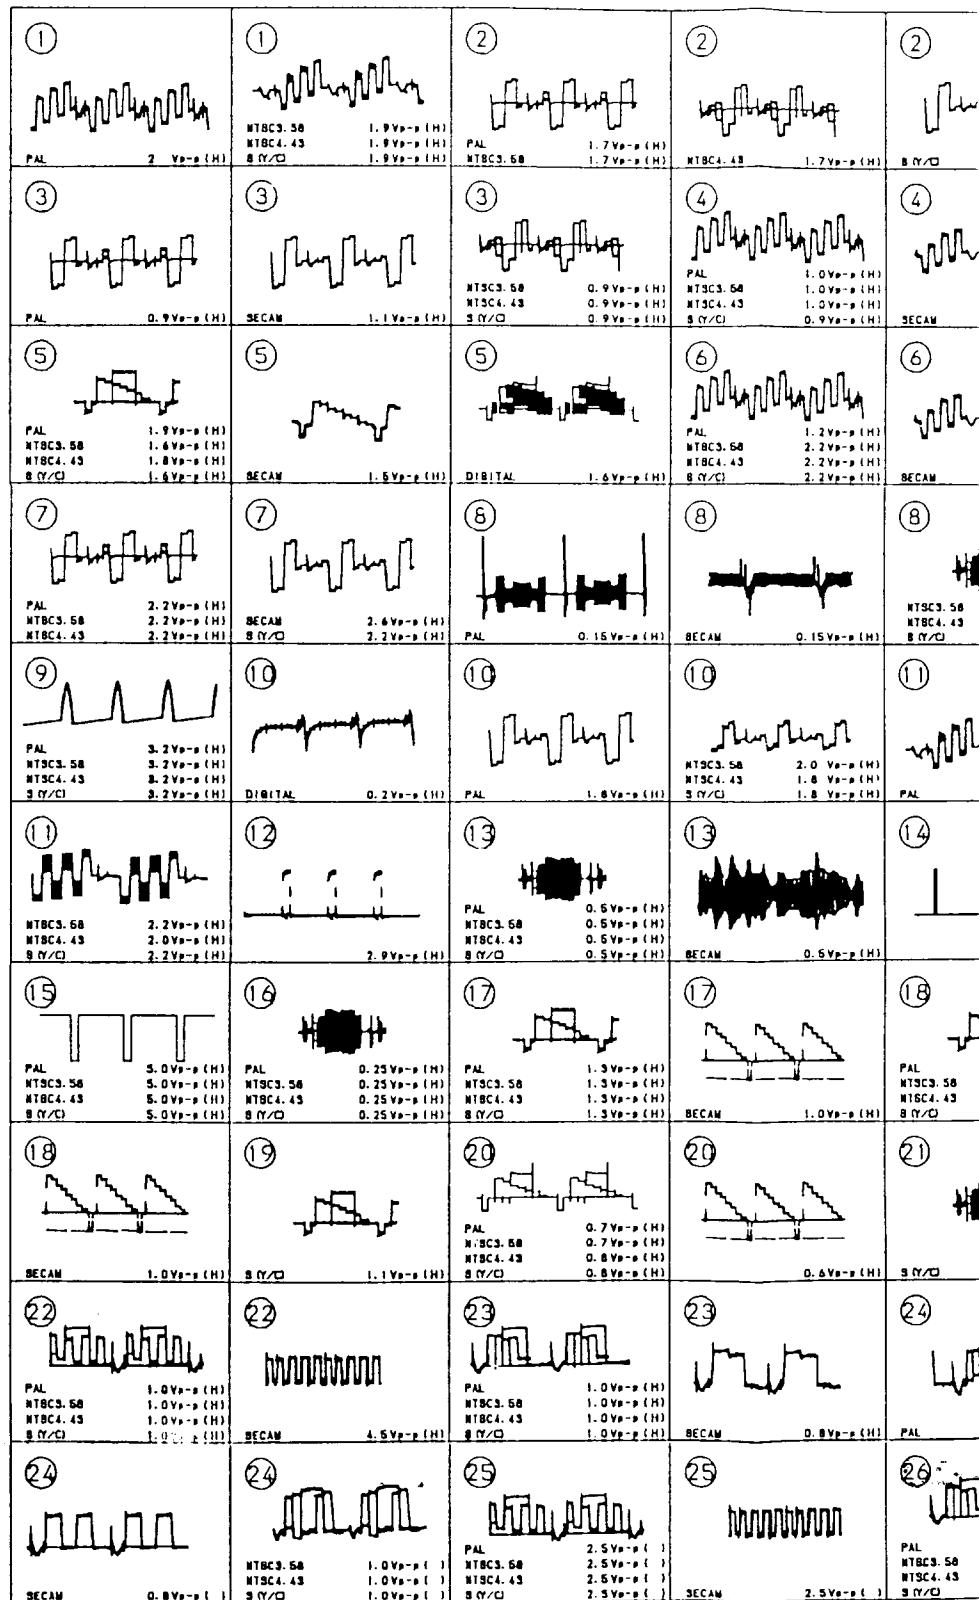 ①
PAL 2 Vp-p (H)
①
NTSC3.58 1.9Vp-p (H)
NTSC4.43 1.9Vp-p (H)
S (Y/C) 1.9Vp-p (H)
②
PAL 1.7Vp-p (H)
NTSC3.58 1.7Vp-p (H)
②
NTSC4.43 1.7Vp-p (H)
②
S (Y/C)
③
PAL 0.9Vp-p (H)
③
SECAM 1.1Vp-p (H)
③
NTSC3.58 0.9Vp-p (H)
NTSC4.43 0.9Vp-p (H)
S (Y/C) 0.9Vp-p (H)
④
PAL 1.0Vp-p (H)
NTSC3.58 1.0Vp-p (H)
NTSC4.43 1.0Vp-p (H)
S (Y/C) 0.9Vp-p (H)
④
SECAM
⑤
PAL 1.9Vp-p (H)
NTSC3.58 1.6Vp-p (H)
NTSC4.43 1.8Vp-p (H)
S (Y/C) 1.6Vp-p (H)
⑤
SECAM 1.5Vp-p (H)
⑤
DIGITAL 1.6Vp-p (H)
⑥
PAL 1.2Vp-p (H)
NTSC3.58 2.2Vp-p (H)
NTSC4.43 2.2Vp-p (H)
S (Y/C) 2.2Vp-p (H)
⑥
SECAM
⑦
PAL 2.2Vp-p (H)
NTSC3.58 2.2Vp-p (H)
NTSC4.43 2.2Vp-p (H)
⑦
SECAM 2.6Vp-p (H)
S (Y/C) 2.2Vp-p (H)
⑧
PAL 0.15Vp-p (H)
⑧
SECAM 0.15Vp-p (H)
⑧
NTSC3.58
NTSC4.43
S (Y/C)
⑨
PAL 3.2Vp-p (H)
NTSC3.58 3.2Vp-p (H)
NTSC4.43 3.2Vp-p (H)
S (Y/C) 3.2Vp-p (H)
⑩
DIGITAL 0.2Vp-p (H)
⑩
PAL 1.8Vp-p (H)
⑩
NTSC3.58 2.0 Vp-p (H)
NTSC4.43 1.8 Vp-p (H)
S (Y/C) 1.8 Vp-p (H)
⑪
PAL
⑪
NTSC3.58 2.2Vp-p (H)
NTSC4.43 2.0Vp-p (H)
S (Y/C) 2.2Vp-p (H)
⑫
2.9Vp-p (H)
⑬
PAL 0.5Vp-p (H)
NTSC3.58 0.5Vp-p (H)
NTSC4.43 0.5Vp-p (H)
S (Y/C) 0.5Vp-p (H)
⑬
SECAM 0.5Vp-p (H)
⑭
⑮
PAL 5.0Vp-p (H)
NTSC3.58 5.0Vp-p (H)
NTSC4.43 5.0Vp-p (H)
S (Y/C) 5.0Vp-p (H)
⑯
PAL 0.25Vp-p (H)
NTSC3.58 0.25Vp-p (H)
NTSC4.43 0.25Vp-p (H)
S (Y/C) 0.25Vp-p (H)
⑰
PAL 1.3Vp-p (H)
NTSC3.58 1.3Vp-p (H)
NTSC4.43 1.3Vp-p (H)
S (Y/C) 1.3Vp-p (H)
⑰
SECAM 1.0Vp-p (H)
⑱
PAL
NTSC3.58
NTSC4.43
S (Y/C)
⑱
SECAM 1.0Vp-p (H)
⑲
S (Y/C) 1.1Vp-p (H)
⑳
PAL 0.7Vp-p (H)
NTSC3.58 0.7Vp-p (H)
NTSC4.43 0.8Vp-p (H)
S (Y/C) 0.8Vp-p (H)
⑳
0.6Vp-p (H)
㉑
S (Y/C)
㉒
PAL 1.0Vp-p (H)
NTSC3.58 1.0Vp-p (H)
NTSC4.43 1.0Vp-p (H)
S (Y/C) 1.0
㉒
SECAM 4.5Vp-p (H)
㉓
PAL 1.0Vp-p (H)
NTSC3.58 1.0Vp-p (H)
NTSC4.43 1.0Vp-p (H)
S (Y/C) 1.0Vp-p (H)
㉓
SECAM 0.8Vp-p (H)
㉔
PAL
㉔
SECAM 0.8Vp-p ( )
㉔
NTSC3.58 1.0Vp-p ( )
NTSC4.43 1.0Vp-p ( )
S (Y/C) 1.0Vp-p ( )
㉕
PAL 2.5Vp-p ( )
NTSC3.58 2.5Vp-p ( )
NTSC4.43 2.5Vp-p ( )
S (Y/C) 2.5Vp-p ( )
㉕
SECAM 2.5Vp-p ( )
㉖
PAL
NTSC3.58
NTSC4.43
S (Y/C)